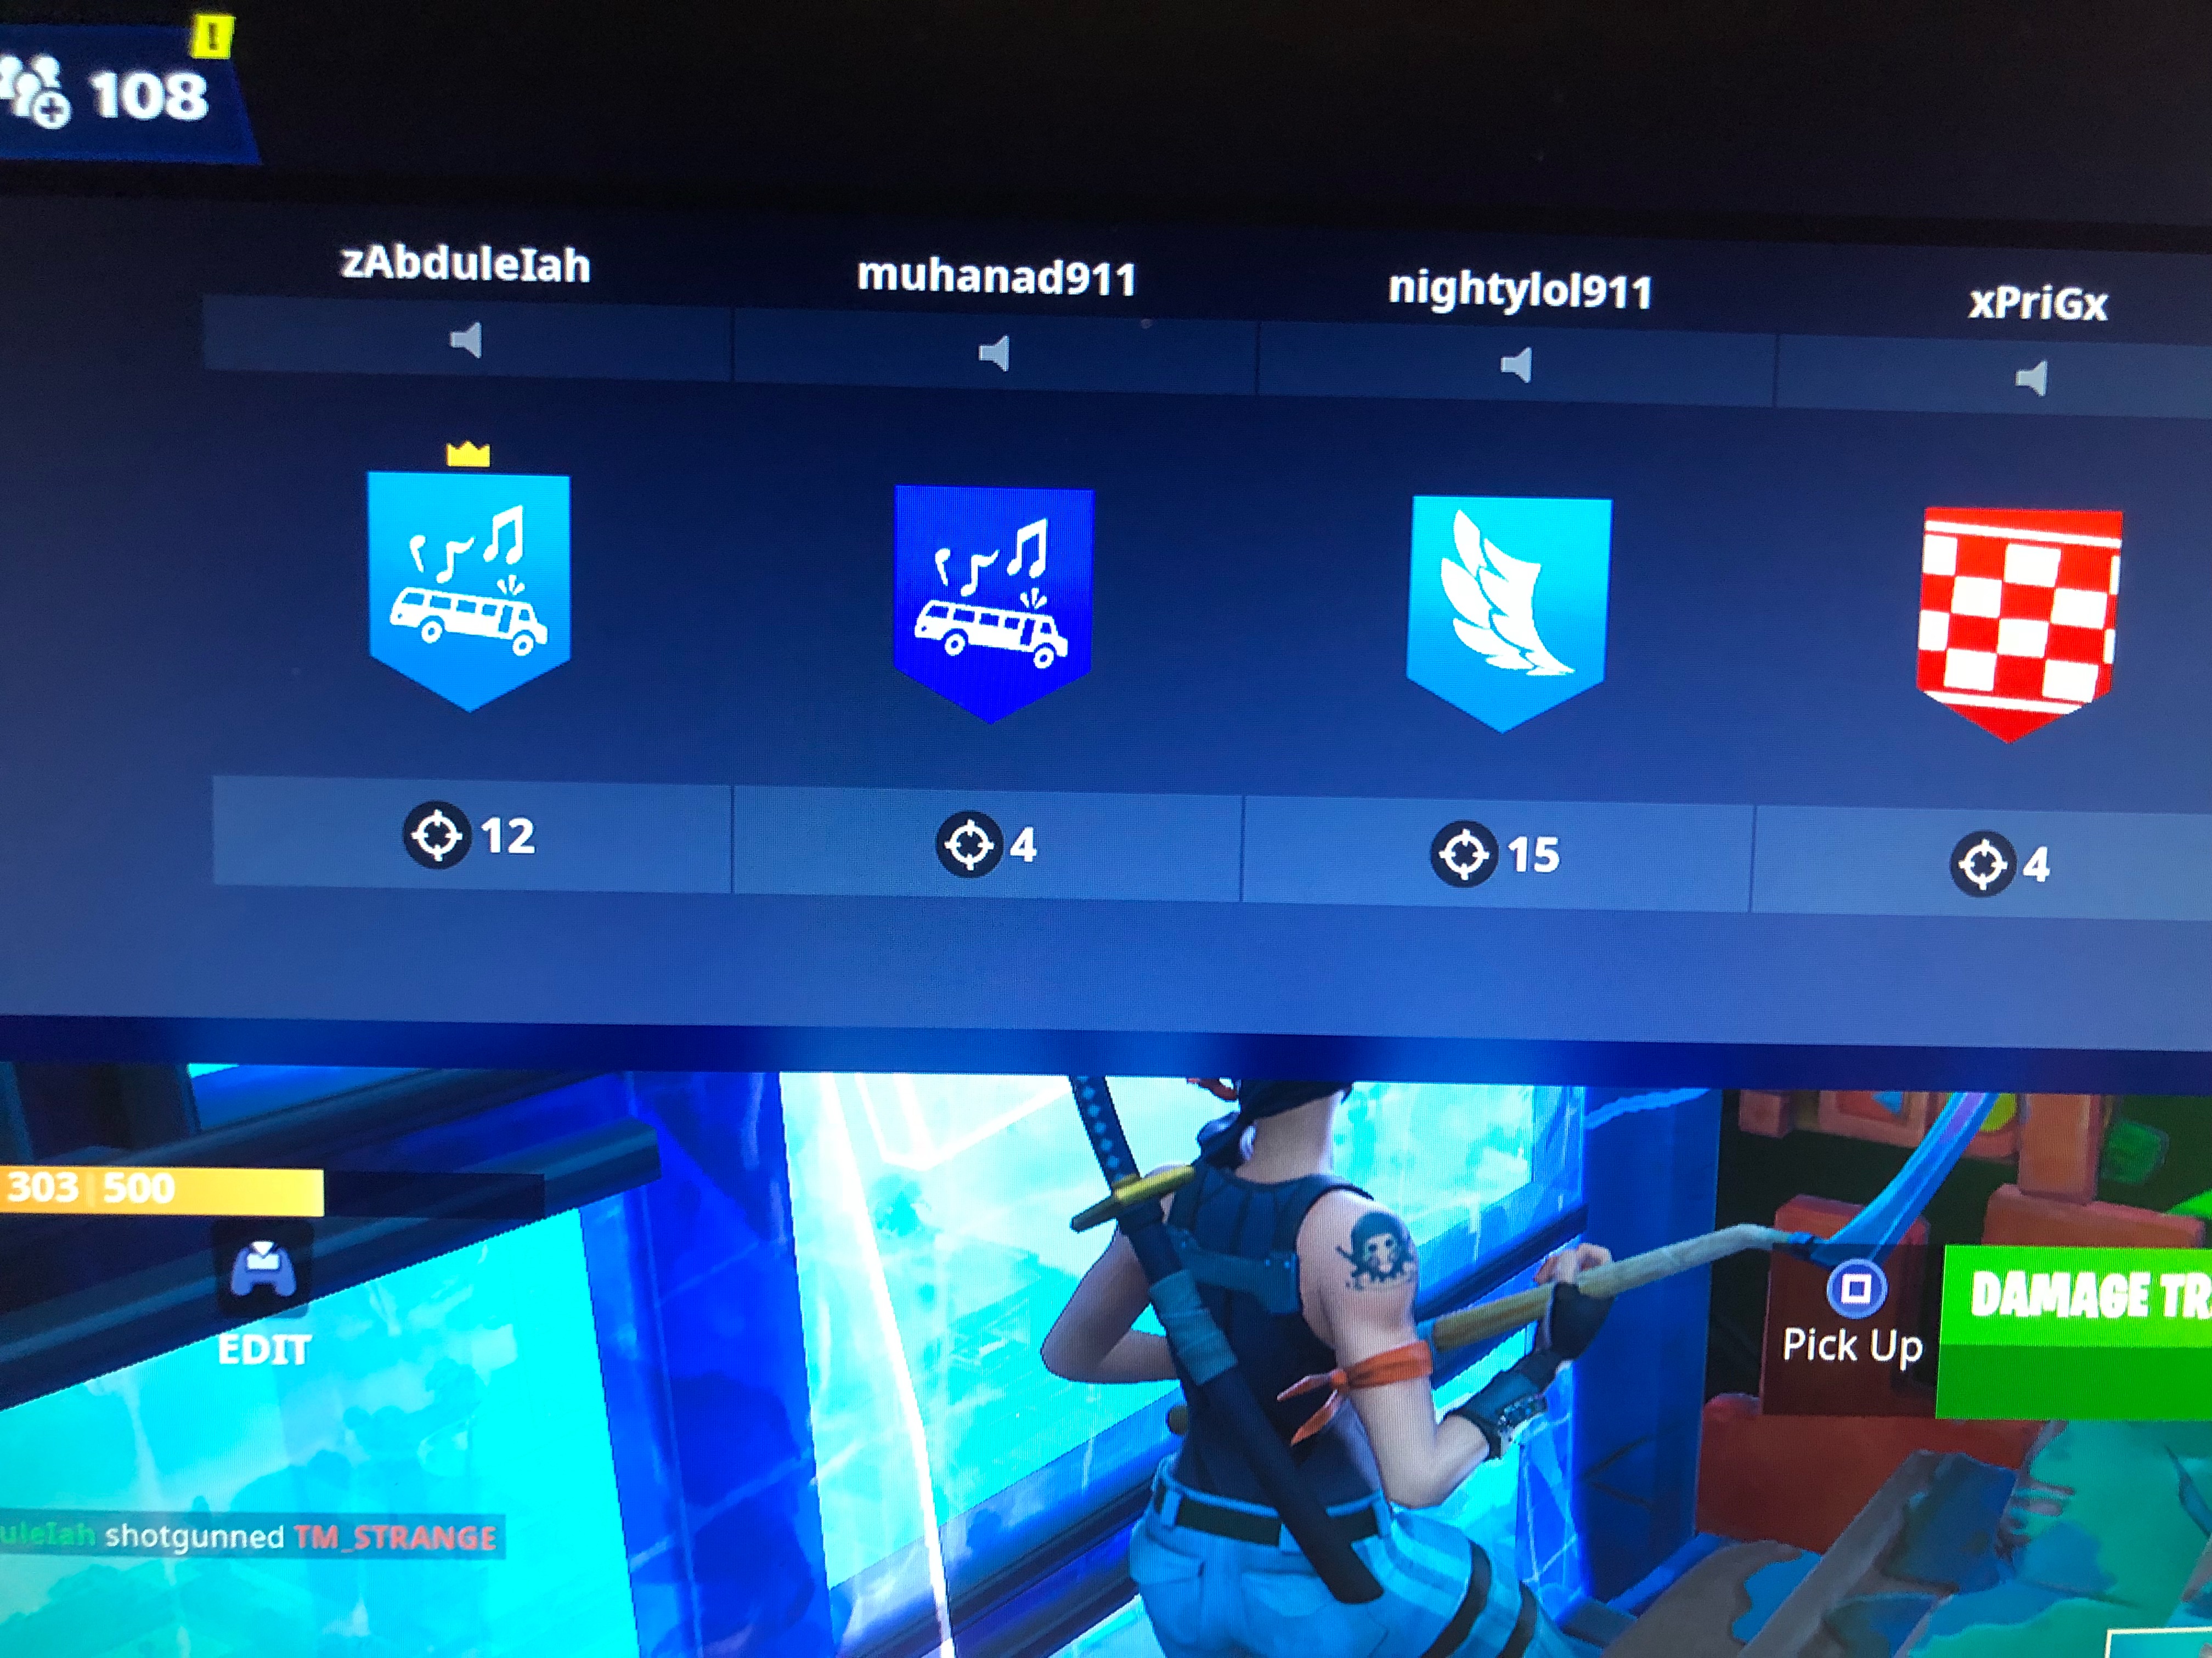 !
108
zAbduleIah
muhanad911
nightylol911
xPriGx
12
4
15
4
303 | 500
EDIT
Pick Up
DAMAGE TR
uleIah shotgunned TM_STRANGE